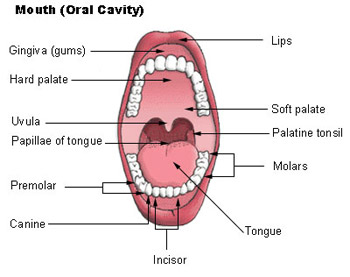 Mouth (Oral Cavity)
Lips
Gingiva (gums)
Hard palate
Soft palate
Uvula
Palatine tonsil
Papillae of tongue
Molars
Premolar
Canine
Tongue
Incisor